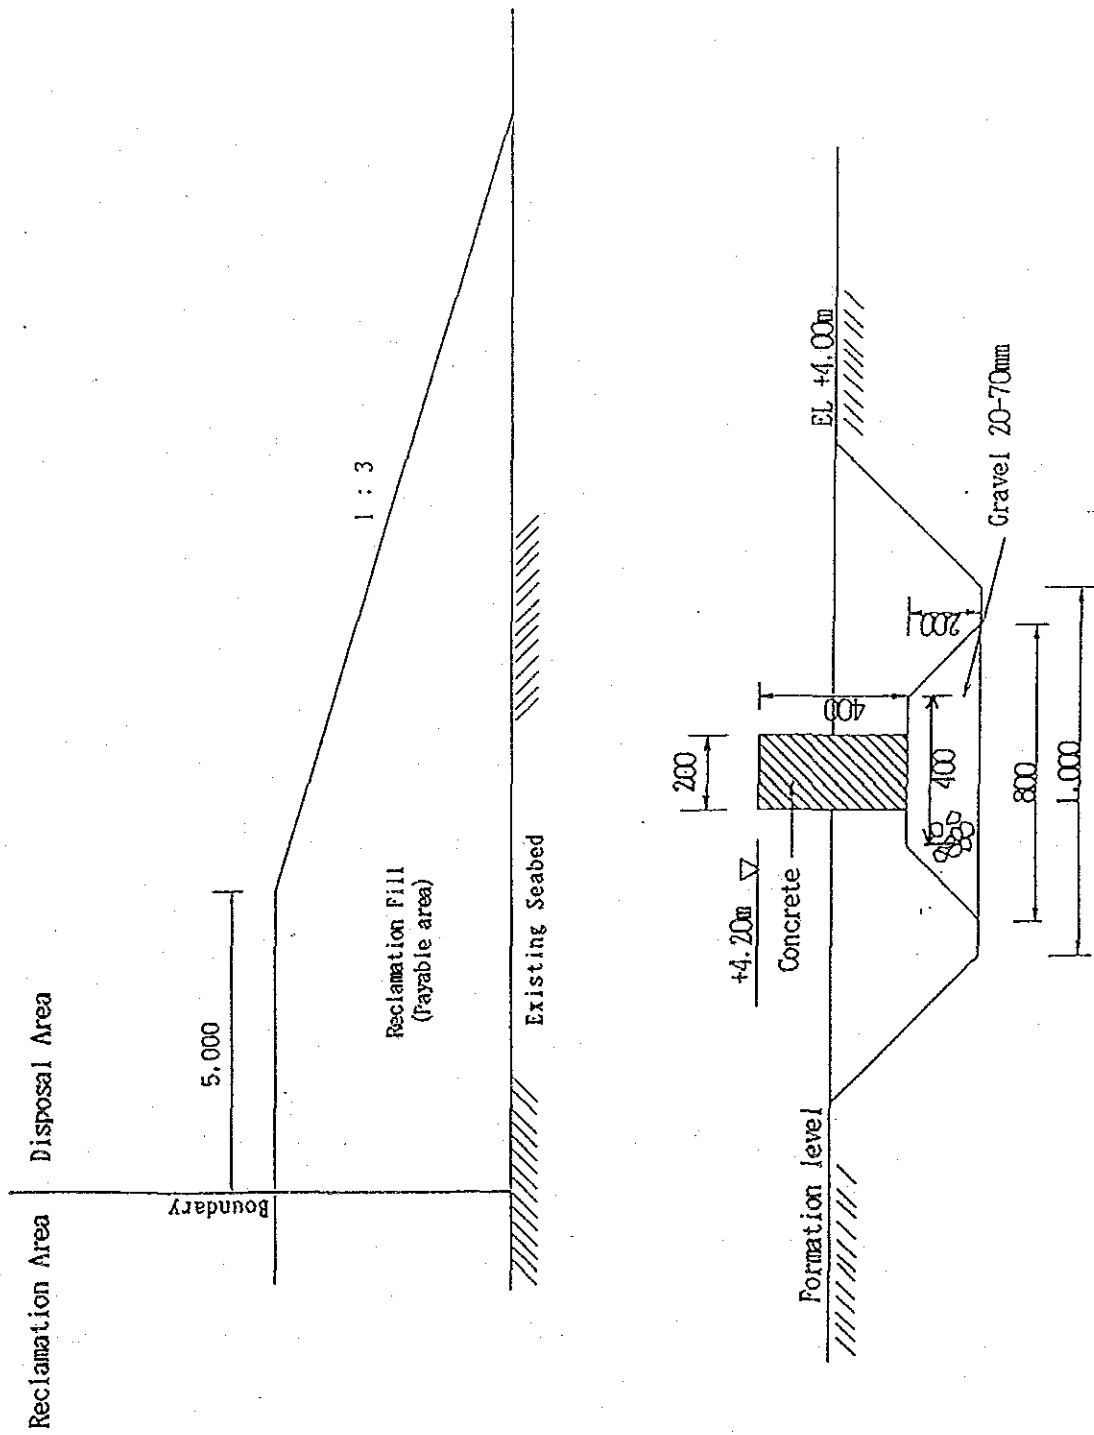 Reclamation Area
Disposal Area
Boundary
5,000
1 : 3
Reclamation Fill
(Payable area)
Existing Seabed
200
+4.20m
Concrete
400
Formation level
EL +4.00m
200
400
800
1,000
Gravel 20-70mm